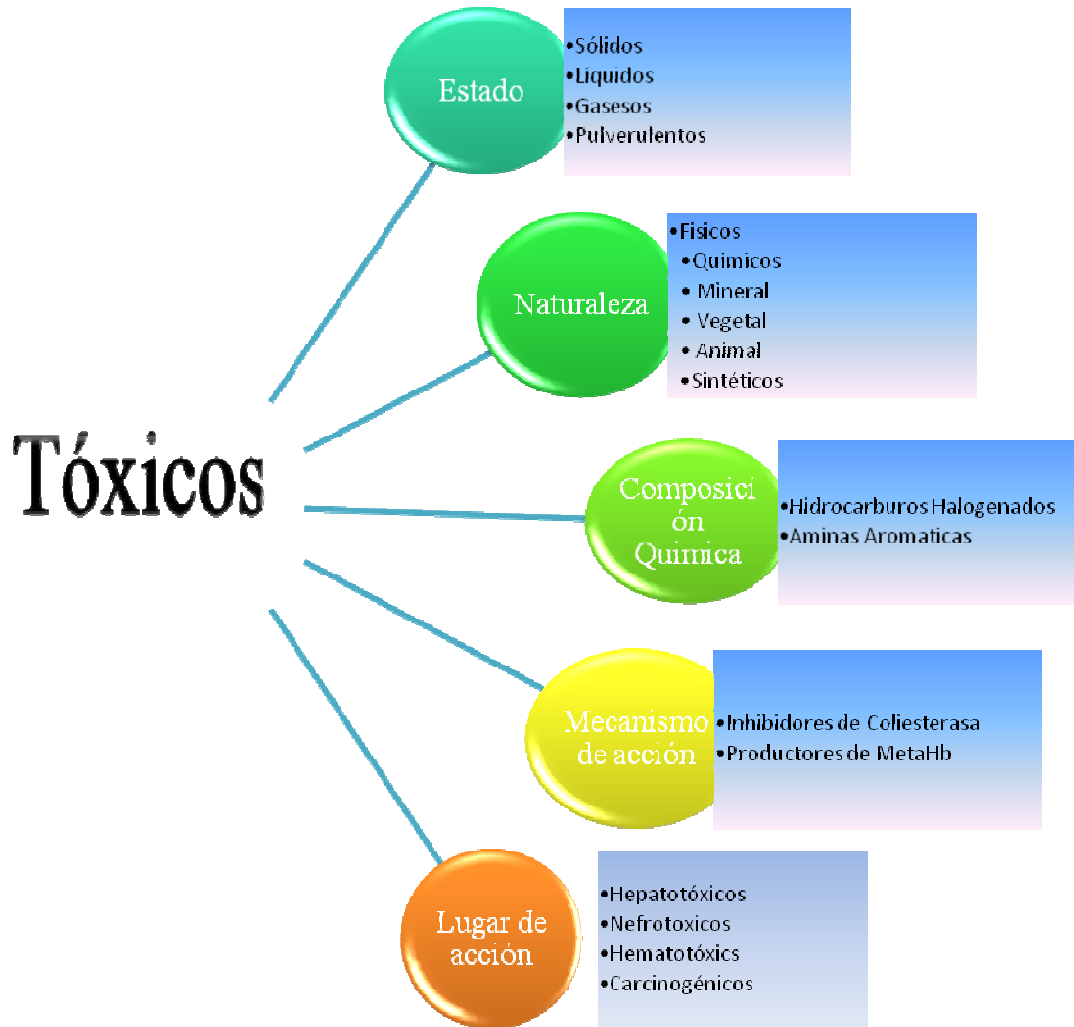 Tóxicos
Estado
•Sólidos
•Líquidos
•Gasesos
•Pulverulentos
Naturaleza
•Fisicos
•Quimicos
• Mineral
• Vegetal
• Animal
•Sintéticos
Composici
ón
Quimica
•Hidrocarburos Halogenados
•Aminas Aromaticas
Mecanismo
de acción
•Inhibidores de Coliesterasa
•Productores de MetaHb
Lugar de
acción
•Hepatotóxicos
•Nefrotoxicos
•Hematotóxics
•Carcinogénicos